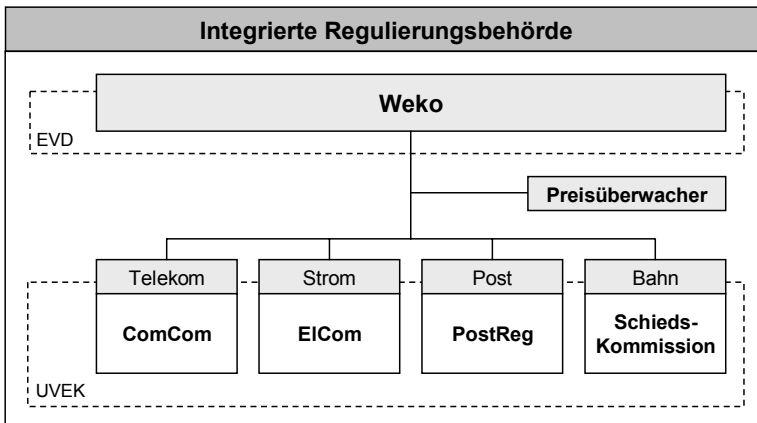 Integrierte Regulierungsbehörde
Weko
EVD
Preisüberwacher
Telekom
Strom
Post
Bahn
ComCom
ElCom
PostReg
Schieds-
Kommission
UVEK